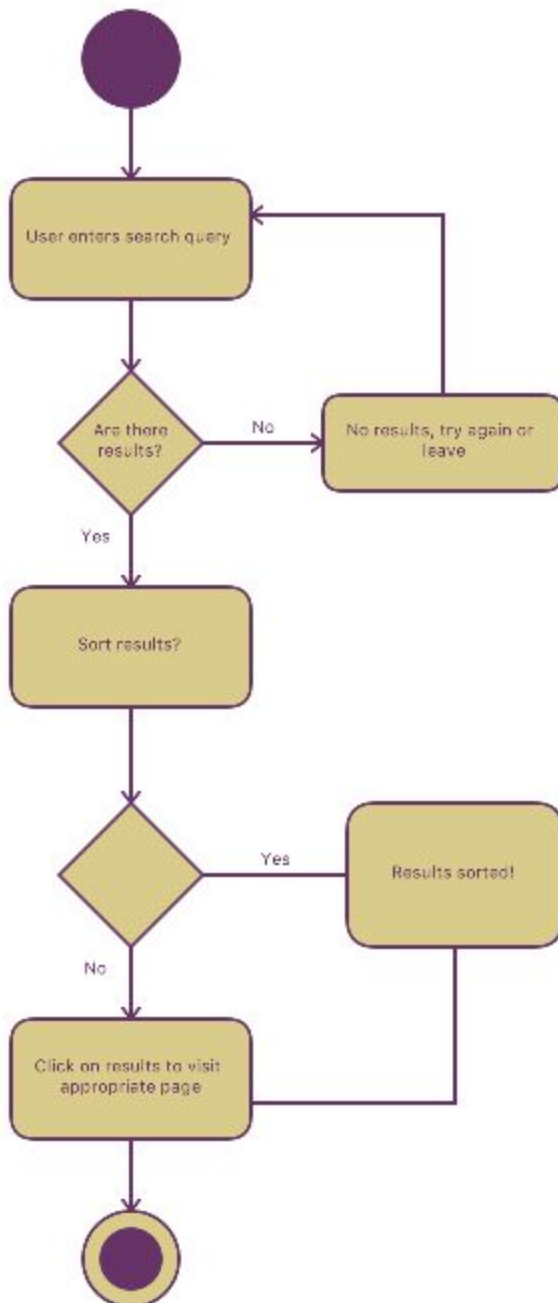 User enters search query
Are there
results?
No
No results, try again or
leave
Yes
Sort results?
Yes
Results sorted!
No
Click on results to visit
appropriate page